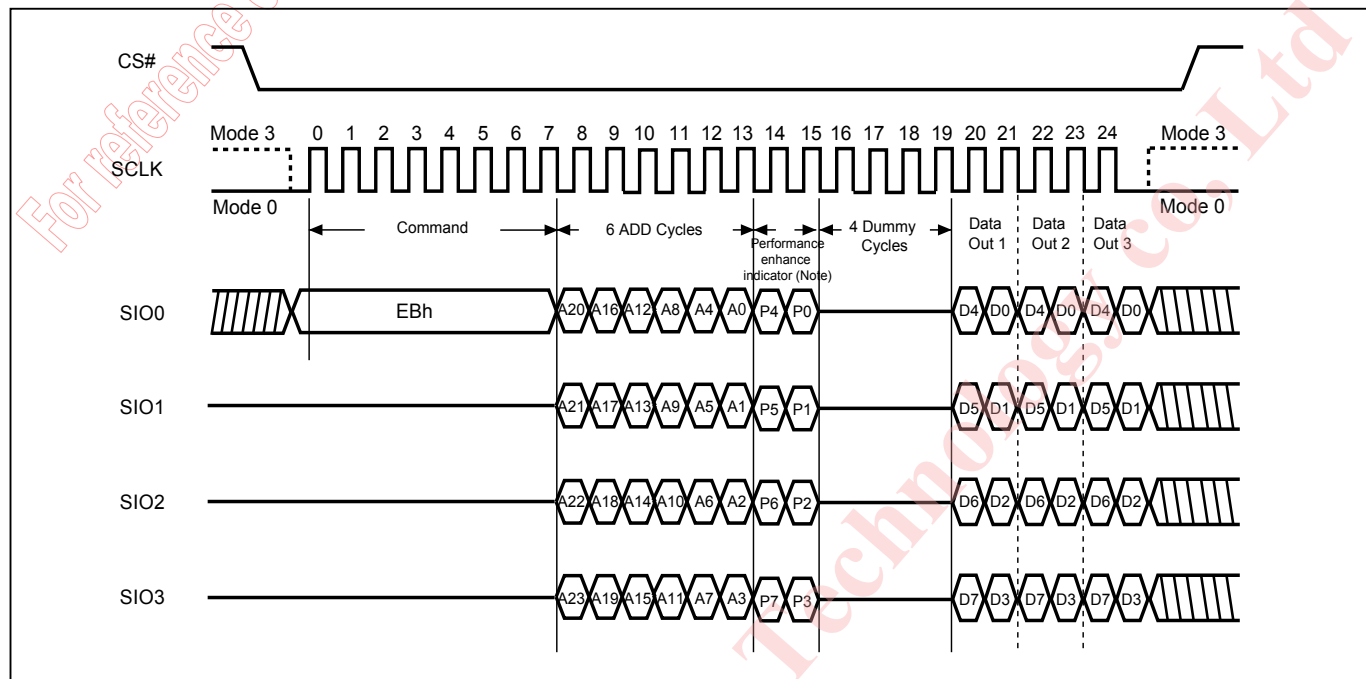 For reference
Technology co., Ltd
CS#
Mode 3 0 1 2 3 4 5 6 7 8 9 10 11 12 13 14 15 16 17 18 19 20 21 22 23 24 Mode 3
SCLK
Mode 0 Mode 0
Command 6 ADD Cycles Performance enhance indicator (Note) 4 Dummy Cycles Data Out 1 Data Out 2 Data Out 3
SIO0 EBh A20 A16 A12 A8 A4 A0 P4 P0 D4 D0 D4 D0 D4 D0
SIO1 A21 A17 A13 A9 A5 A1 P5 P1 D5 D1 D5 D1 D5 D1
SIO2 A22 A18 A14 A10 A6 A2 P6 P2 D6 D2 D6 D2 D6 D2
SIO3 A23 A19 A15 A11 A7 A3 P7 P3 D7 D3 D7 D3 D7 D3